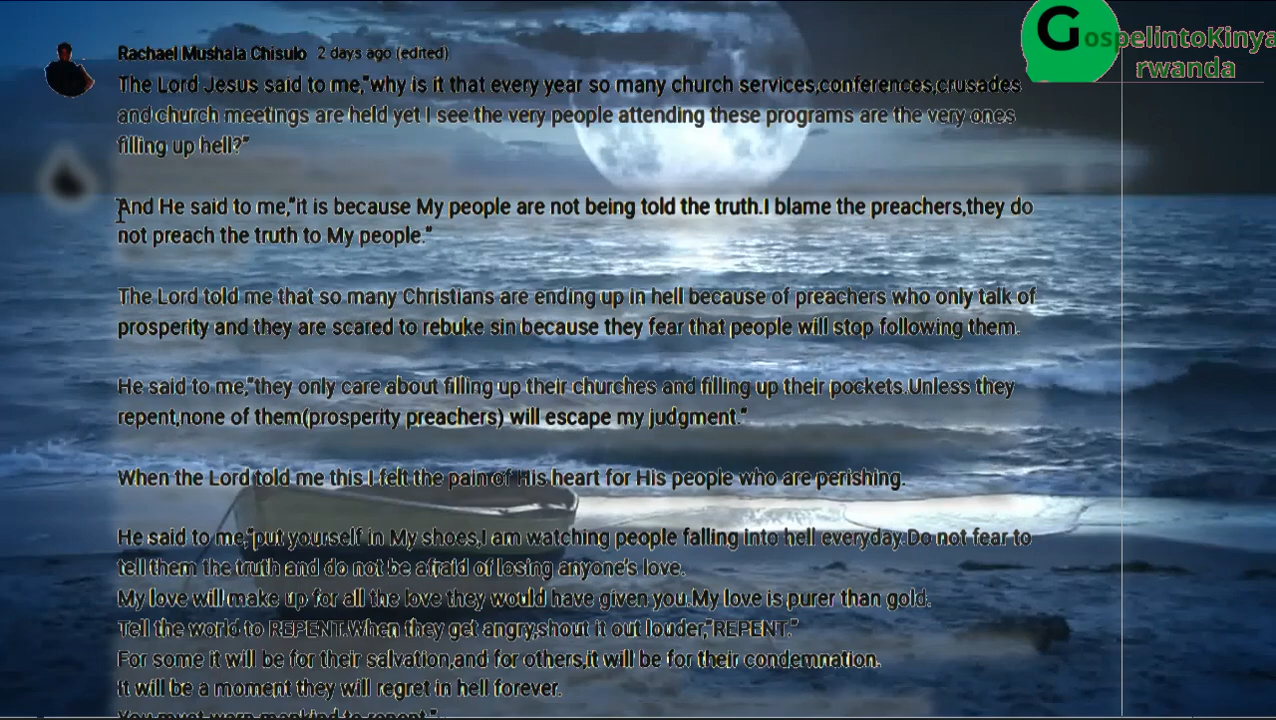 GospelintoKinya
rwanda
Rachael Mushala Chisulo 2 days ago (edited)
The Lord Jesus said to me,"why is it that every year so many church services,conferences,crusades
and church meetings are held yet I see the very people attending these programs are the very ones
filling up hell?"
And He said to me,"it is because My people are not being told the truth.I blame the preachers,they do
not preach the truth to My people."
The Lord told me that so many Christians are ending up in hell because of preachers who only talk of
prosperity and they are scared to rebuke sin because they fear that people will stop following them.
He said to me,"they only care about filling up their churches and filling up their pockets.Unless they
repent,none of them(prosperity preachers) will escape my judgment."
When the Lord told me this I felt the pain of His heart for His people who are perishing.
He said to me,"put yourself in My shoes,I am watching people falling into hell everyday.Do not fear to
tell them the truth and do not be afraid of losing anyone's love.
My love will make up for all the love they would have given you.My love is purer than gold.
Tell the world to REPENT.When they get angry,shout it out louder,"REPENT."
For some it will be for their salvation,and for others,it will be for their condemnation.
It will be a moment they will regret in hell forever.
You must warn mankind to repent."